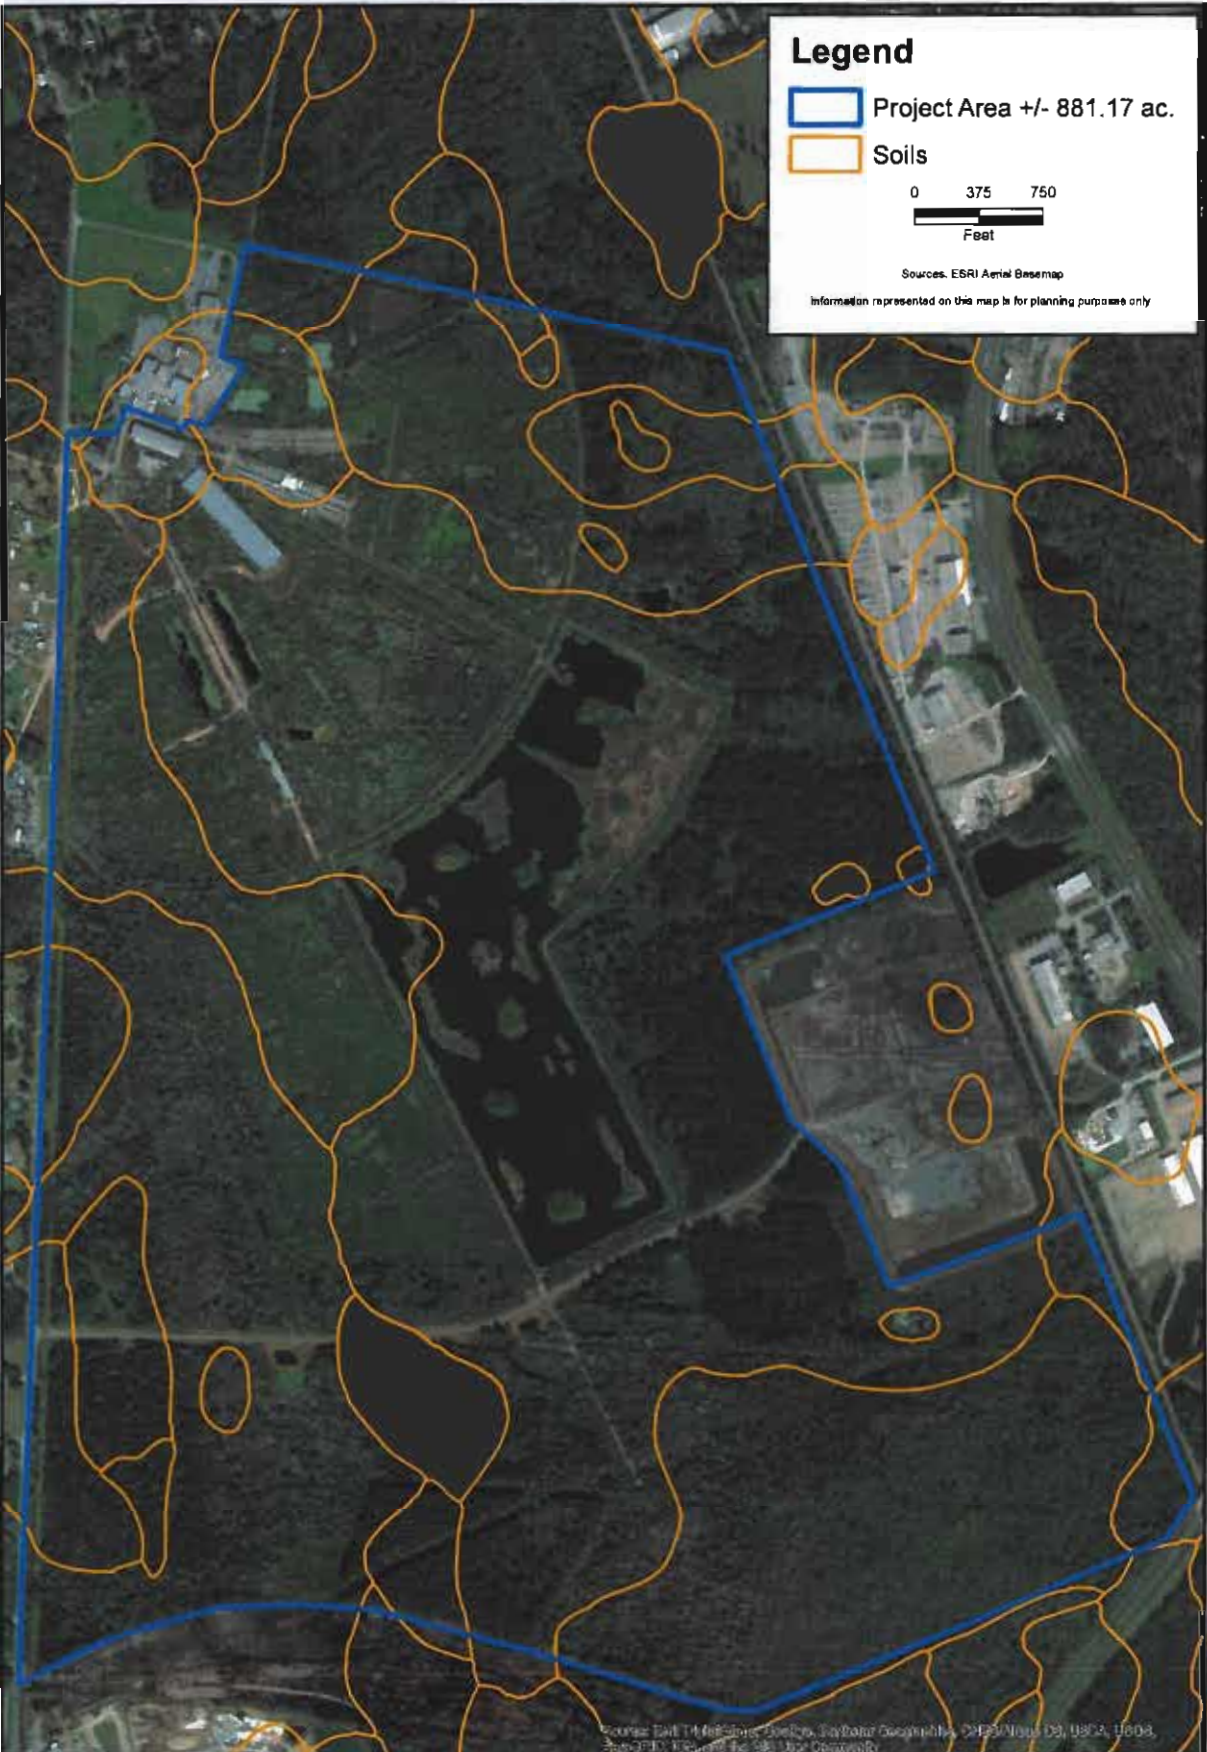 Legend
Project Area +/- 881.17 ac.
Soils
0 375 750
Feet
Sources. ESRI Aerial Basemap
Information represented on this map is for planning purposes only